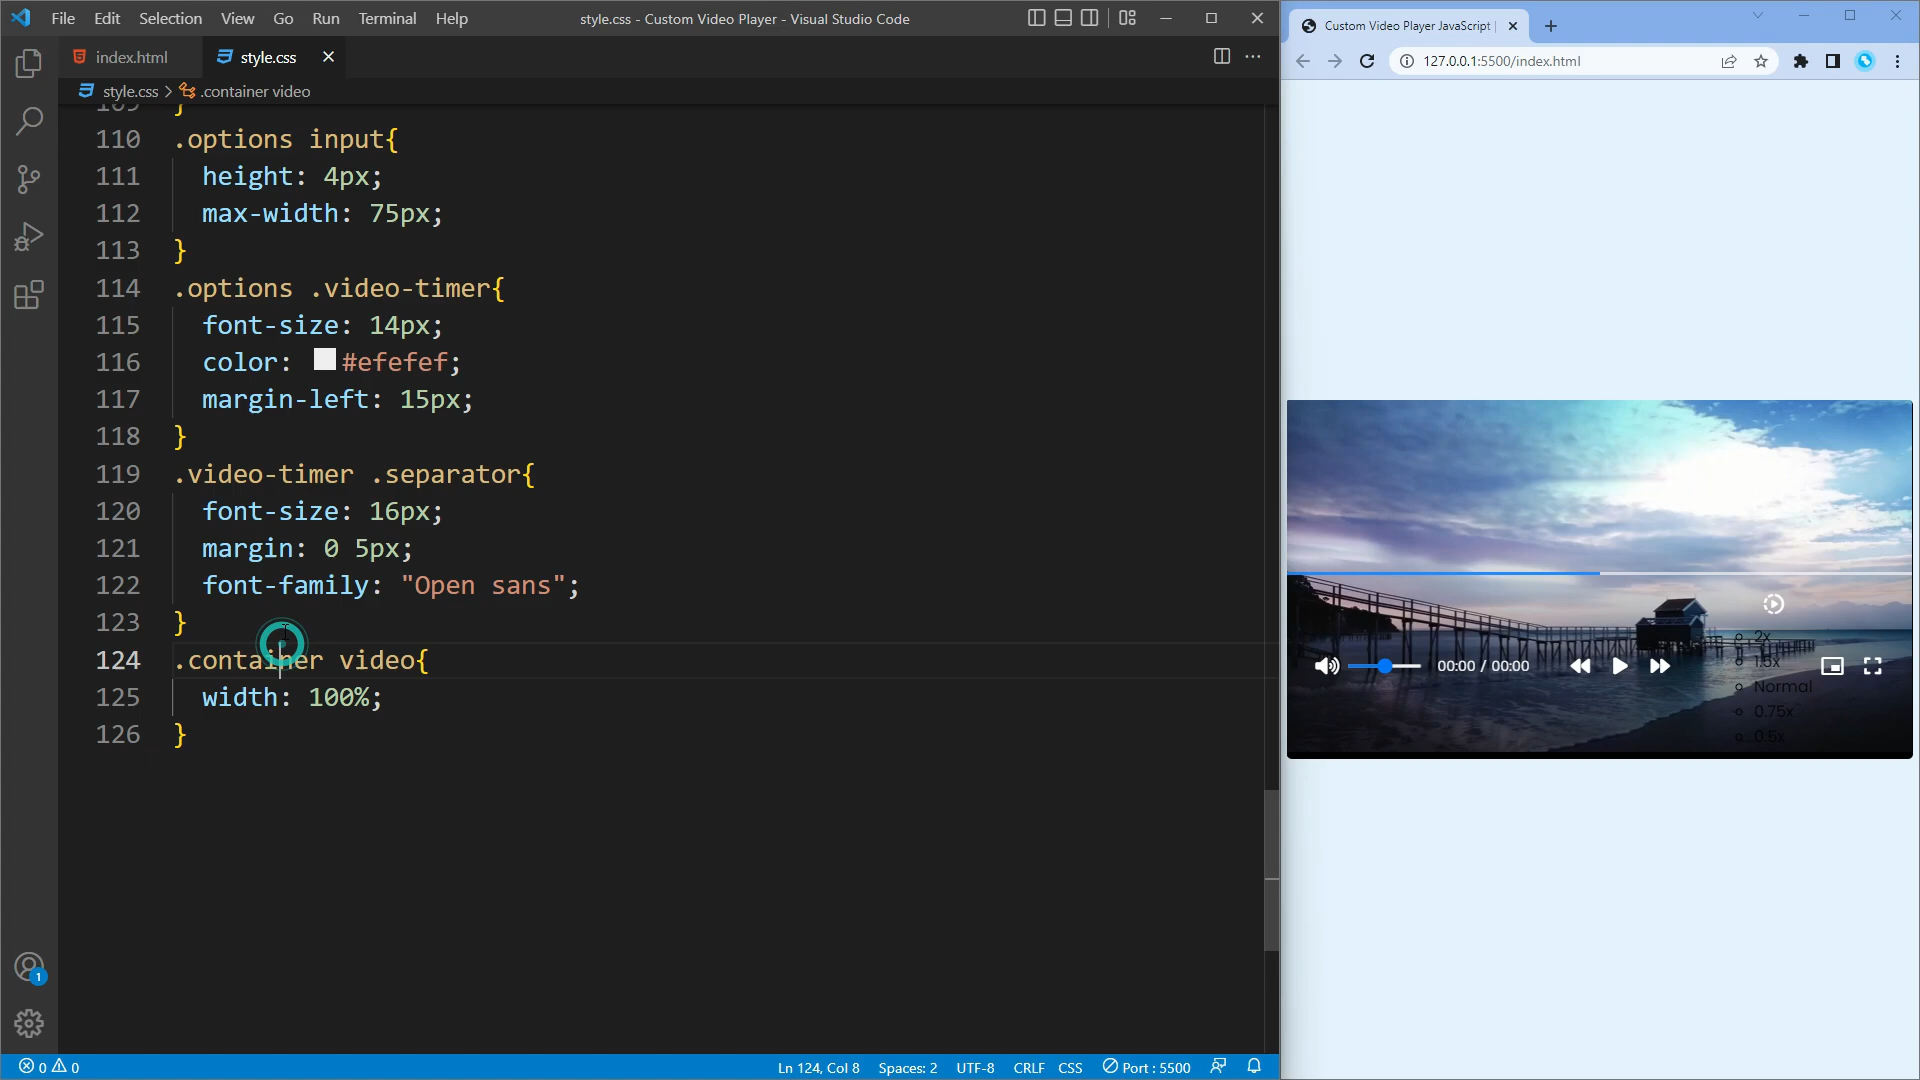 File Edit Selection View Go Run Terminal Help
style.css - Custom Video Player - Visual Studio Code
index.html
style.css
style.css > .container video
109 }
110 .options input{
111 height: 4px;
112 max-width: 75px;
113 }
114 .options .video-timer{
115 font-size: 14px;
116 color: #efefef;
117 margin-left: 15px;
118 }
119 .video-timer .separator{
120 font-size: 16px;
121 margin: 0 5px;
122 font-family: "Open sans";
123 }
124 .container video{
125 width: 100%;
126 }
1
0 0
Ln 124, Col 8 Spaces: 2 UTF-8 CRLF CSS Port : 5500
Custom Video Player JavaScript |
127.0.0.1:5500/index.html
2x
1.5x
00:00 / 00:00
Normal
0.75x
0.5x